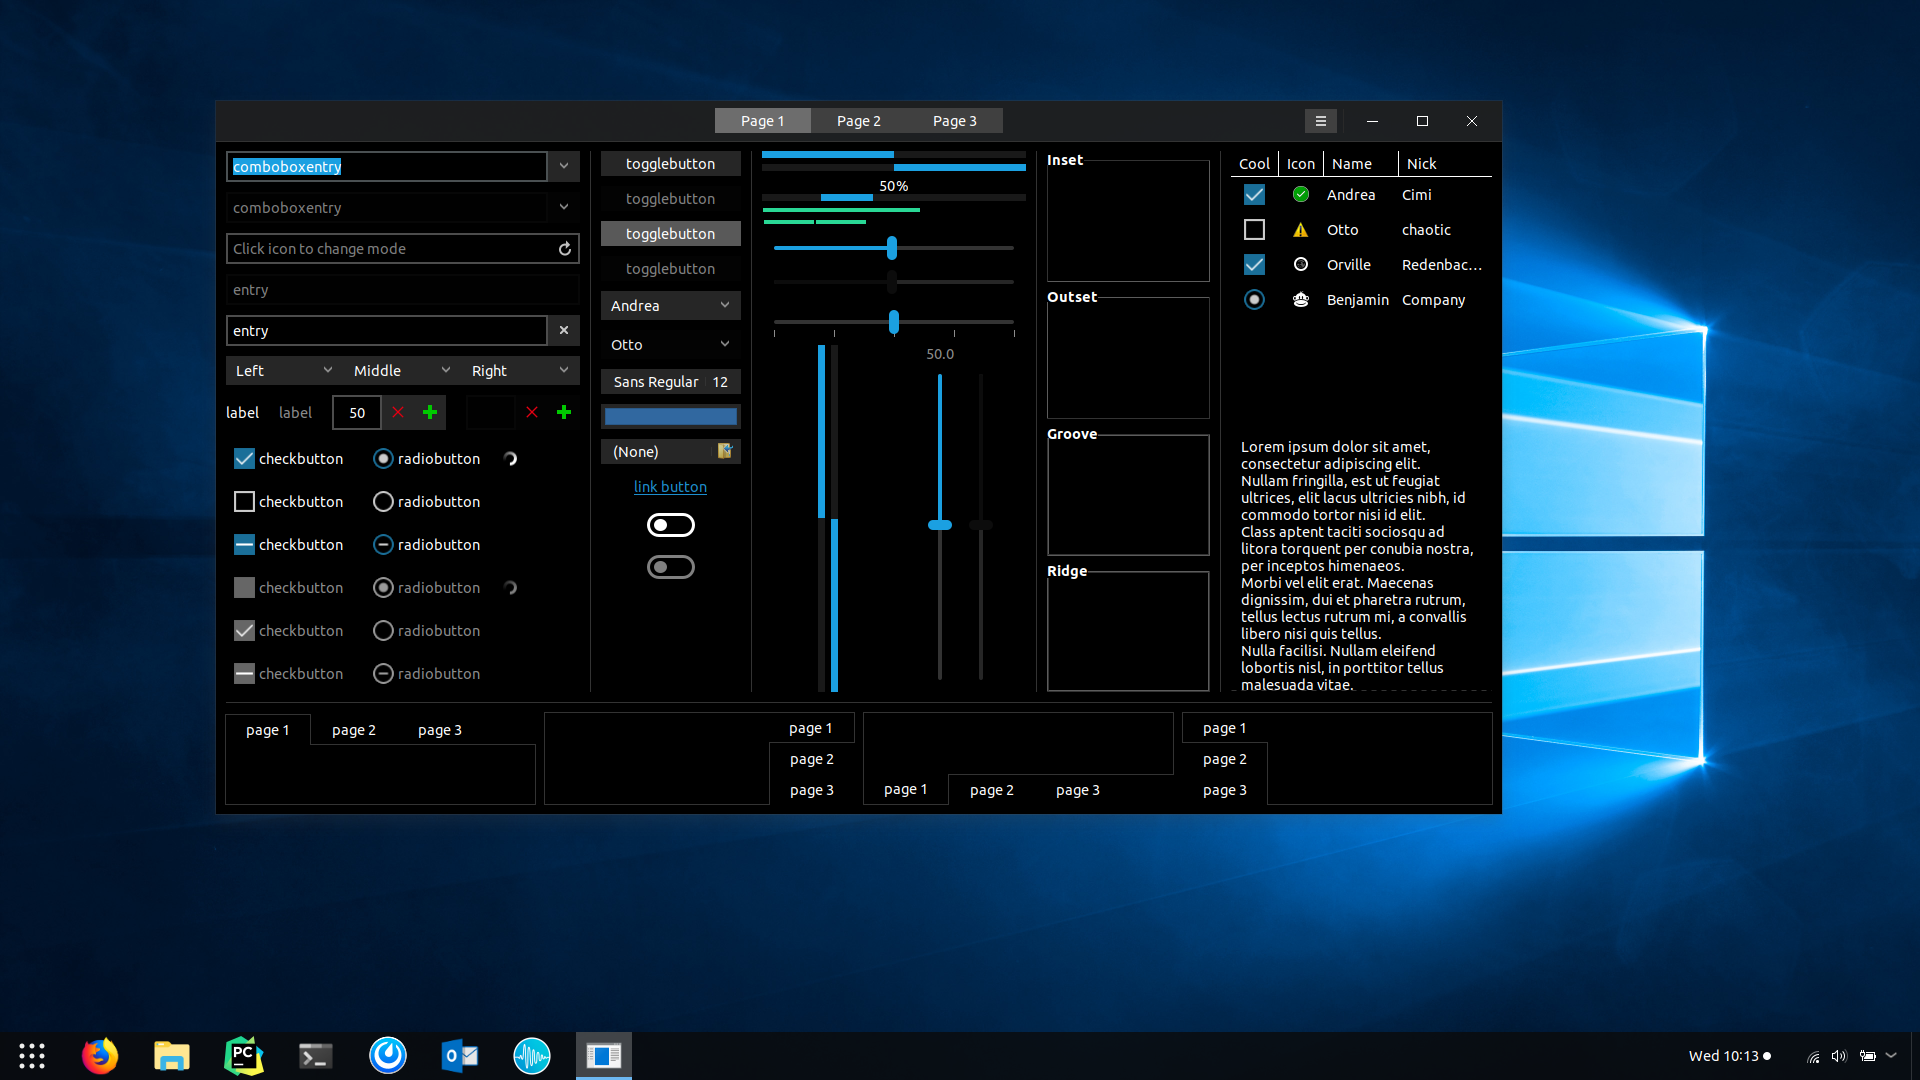 Page 1 Page 2 Page 3
comboboxentry
comboboxentry
Click icon to change mode
entry
entry
Left Middle Right
label label 50
checkbutton radiobutton
checkbutton radiobutton
checkbutton radiobutton
checkbutton radiobutton
checkbutton radiobutton
checkbutton radiobutton
togglebutton
togglebutton
togglebutton
togglebutton
Andrea
Otto
Sans Regular 12
(None)
link button
50%
50.0
Inset
Outset
Groove
Ridge
Cool Icon Name Nick
Andrea Cimi
Otto chaotic
Orville Redenbac...
Benjamin Company
Lorem ipsum dolor sit amet,
consectetur adipiscing elit.
Nullam fringilla, est ut feugiat
ultrices, elit lacus ultricies nibh, id
commodo tortor nisi id elit.
Class aptent taciti sociosqu ad
litora torquent per conubia nostra,
per inceptos himenaeos.
Morbi vel elit erat. Maecenas
dignissim, dui et pharetra rutrum,
tellus lectus rutrum mi, a convallis
libero nisi quis tellus.
Nulla facilisi. Nullam eleifend
lobortis nisl, in porttitor tellus
malesuada vitae.
page 1 page 2 page 3
page 1
page 2
page 3
page 1 page 2 page 3
page 1
page 2
page 3
PC
O
Wed 10:13